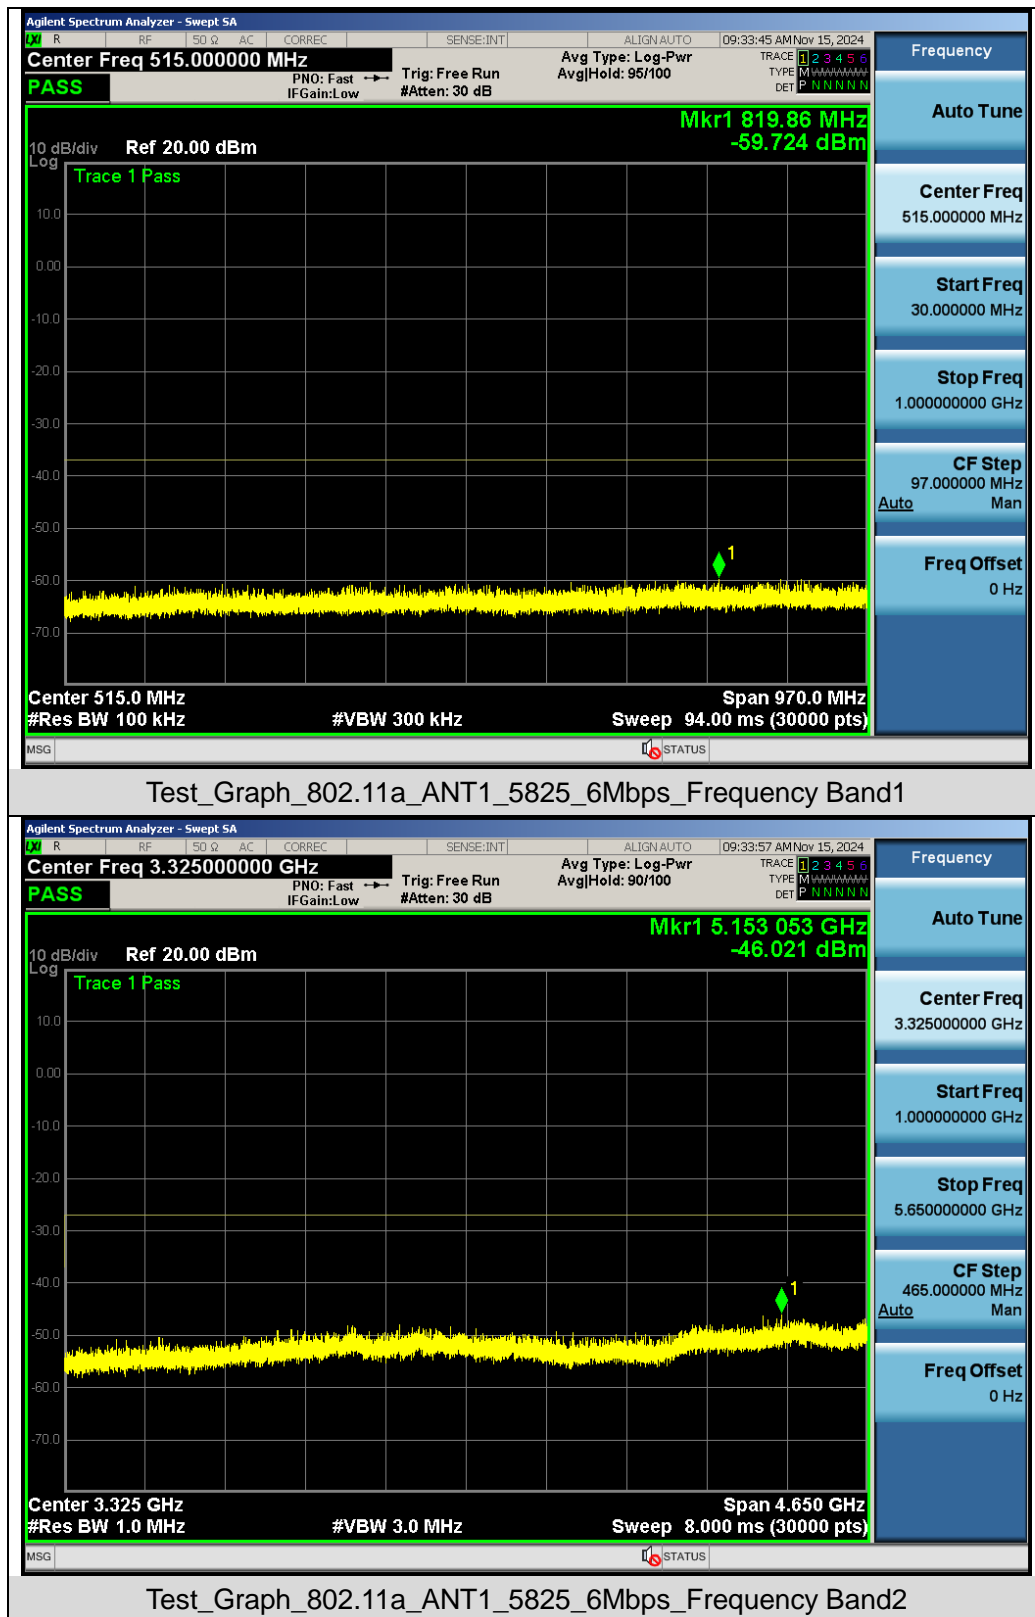 Agilent Spectrum Analyzer - Swept SA
LXI R RF 50 Ω AC CORREC SENSE:INT ALIGN AUTO 09:33:45 AM Nov 15, 2024
Center Freq 515.000000 MHz
PASS
PNO: Fast
IFGain:Low
Trig: Free Run
#Atten: 30 dB
Avg Type: Log-Pwr
Avg|Hold: 95/100
TRACE 1 2 3 4 5 6
TYPE M W W W W W
DET P N N N N N
Mkr1 819.86 MHz
-59.724 dBm
10 dB/div Ref 20.00 dBm
Log
Trace 1 Pass
10.0
0.00
-10.0
-20.0
-30.0
-40.0
-50.0
-60.0
-70.0
1
Center 515.0 MHz Span 970.0 MHz
#Res BW 100 kHz #VBW 300 kHz Sweep 94.00 ms (30000 pts)
MSG STATUS
Frequency
Auto Tune
Center Freq
515.000000 MHz
Start Freq
30.000000 MHz
Stop Freq
1.000000000 GHz
CF Step
97.000000 MHz
Auto Man
Freq Offset
0 Hz
Test_Graph_802.11a_ANT1_5825_6Mbps_Frequency Band1
Agilent Spectrum Analyzer - Swept SA
LXI R RF 50 Ω AC CORREC SENSE:INT ALIGN AUTO 09:33:57 AM Nov 15, 2024
Center Freq 3.325000000 GHz
PASS
PNO: Fast
IFGain:Low
Trig: Free Run
#Atten: 30 dB
Avg Type: Log-Pwr
Avg|Hold: 90/100
TRACE 1 2 3 4 5 6
TYPE M W W W W W
DET P N N N N N
Mkr1 5.153 053 GHz
-46.021 dBm
10 dB/div Ref 20.00 dBm
Log
Trace 1 Pass
10.0
0.00
-10.0
-20.0
-30.0
-40.0
-50.0
-60.0
-70.0
1
Center 3.325 GHz Span 4.650 GHz
#Res BW 1.0 MHz #VBW 3.0 MHz Sweep 8.000 ms (30000 pts)
MSG STATUS
Frequency
Auto Tune
Center Freq
3.325000000 GHz
Start Freq
1.000000000 GHz
Stop Freq
5.650000000 GHz
CF Step
465.000000 MHz
Auto Man
Freq Offset
0 Hz
Test_Graph_802.11a_ANT1_5825_6Mbps_Frequency Band2